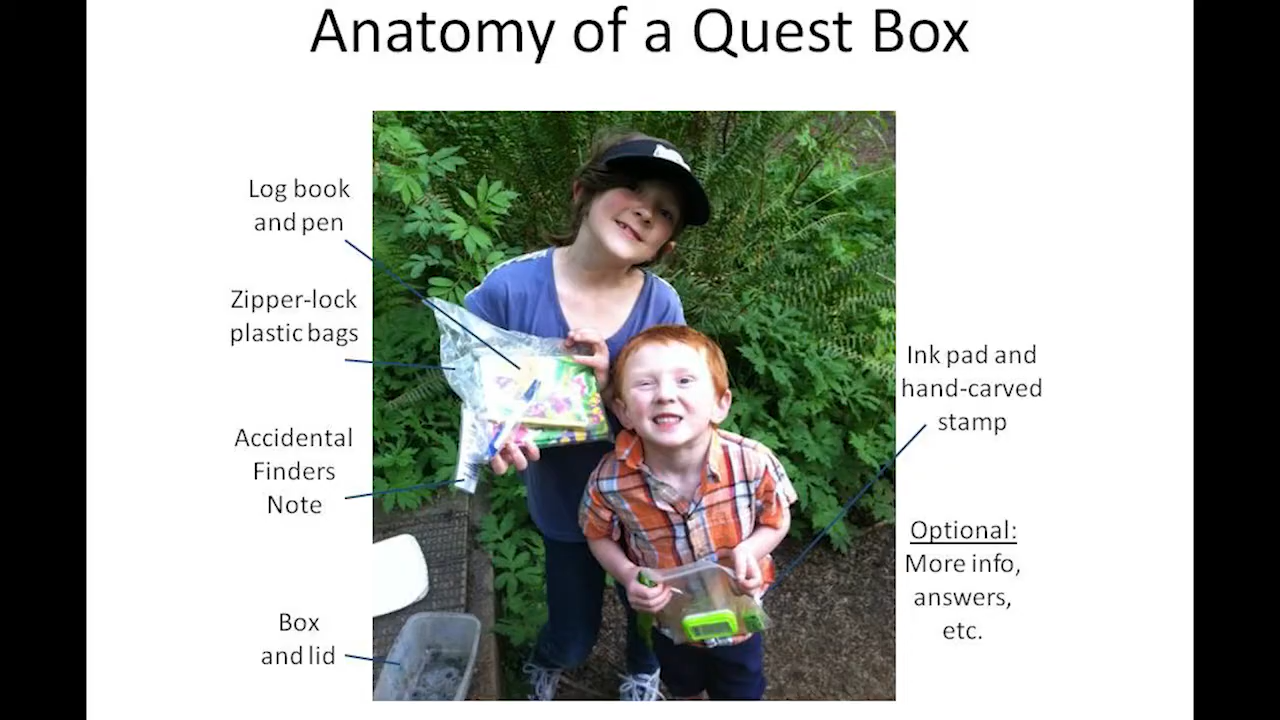 Anatomy of a Quest Box
Log book
and pen
Zipper-lock
plastic bags
Accidental
Finders
Note
Box
and lid
Ink pad and
hand-carved
stamp
Optional:
More info,
answers,
etc.